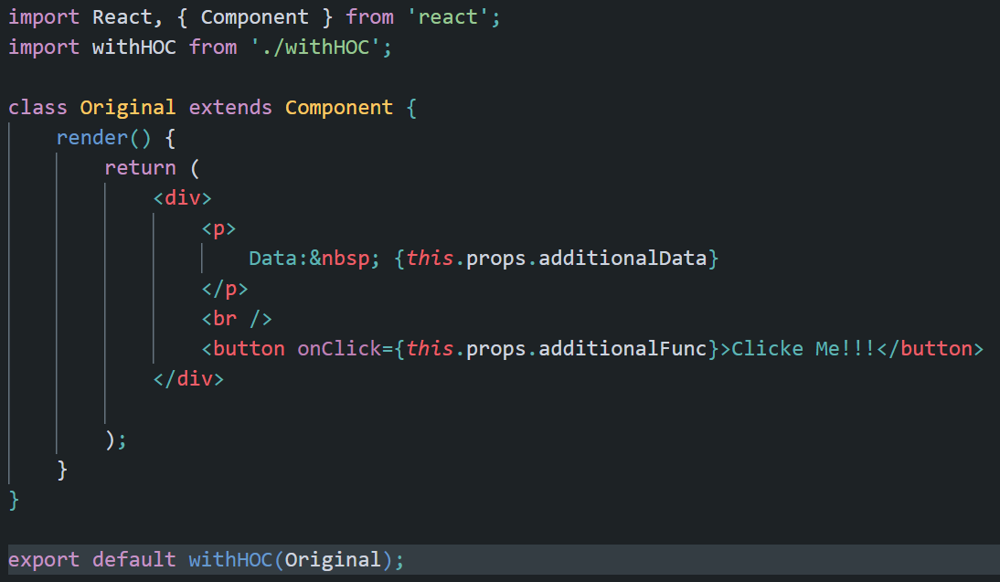 import React, { Component } from 'react';
import withHOC from './withHOC';
class Original extends Component {
render() {
return (
<div>
<p>
Data:&nbsp; {this.props.additionalData}
</p>
<br />
<button onClick={this.props.additionalFunc}>Clicke Me!!!</button>
</div>
);
}
}
export default withHOC(Original);